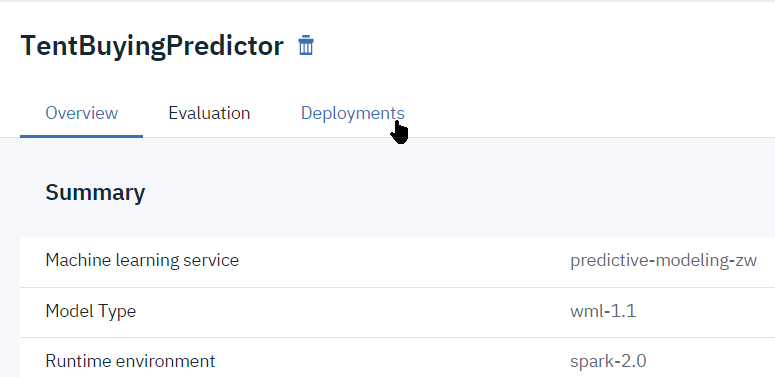 TentBuyingPredictor
Overview Evaluation Deployments
Summary
Machine learning service predictive-modeling-zw
Model Type wml-1.1
Runtime environment spark-2.0